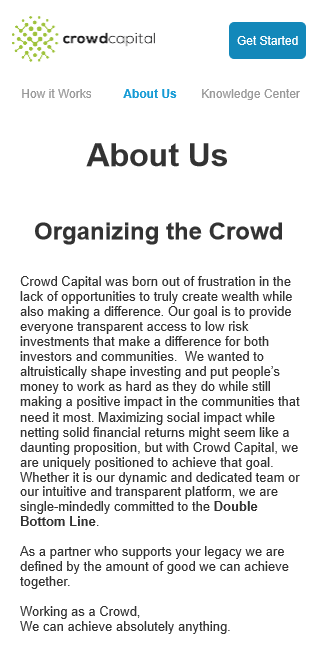 crowdcapital
Get Started
How it Works About Us Knowledge Center
About Us
Organizing the Crowd
Crowd Capital was born out of frustration in the
lack of opportunities to truly create wealth while
also making a difference. Our goal is to provide
everyone transparent access to low risk
investments that make a difference for both
investors and communities.  We wanted to
altruistically shape investing and put people's
money to work as hard as they do while still
making a positive impact in the communities that
need it most. Maximizing social impact while
netting solid financial returns might seem like a
daunting proposition, but with Crowd Capital, we
are uniquely positioned to achieve that goal.
Whether it is our dynamic and dedicated team or
our intuitive and transparent platform, we are
single-mindedly committed to the Double
Bottom Line.
As a partner who supports your legacy we are
defined by the amount of good we can achieve
together.
Working as a Crowd,
We can achieve absolutely anything.